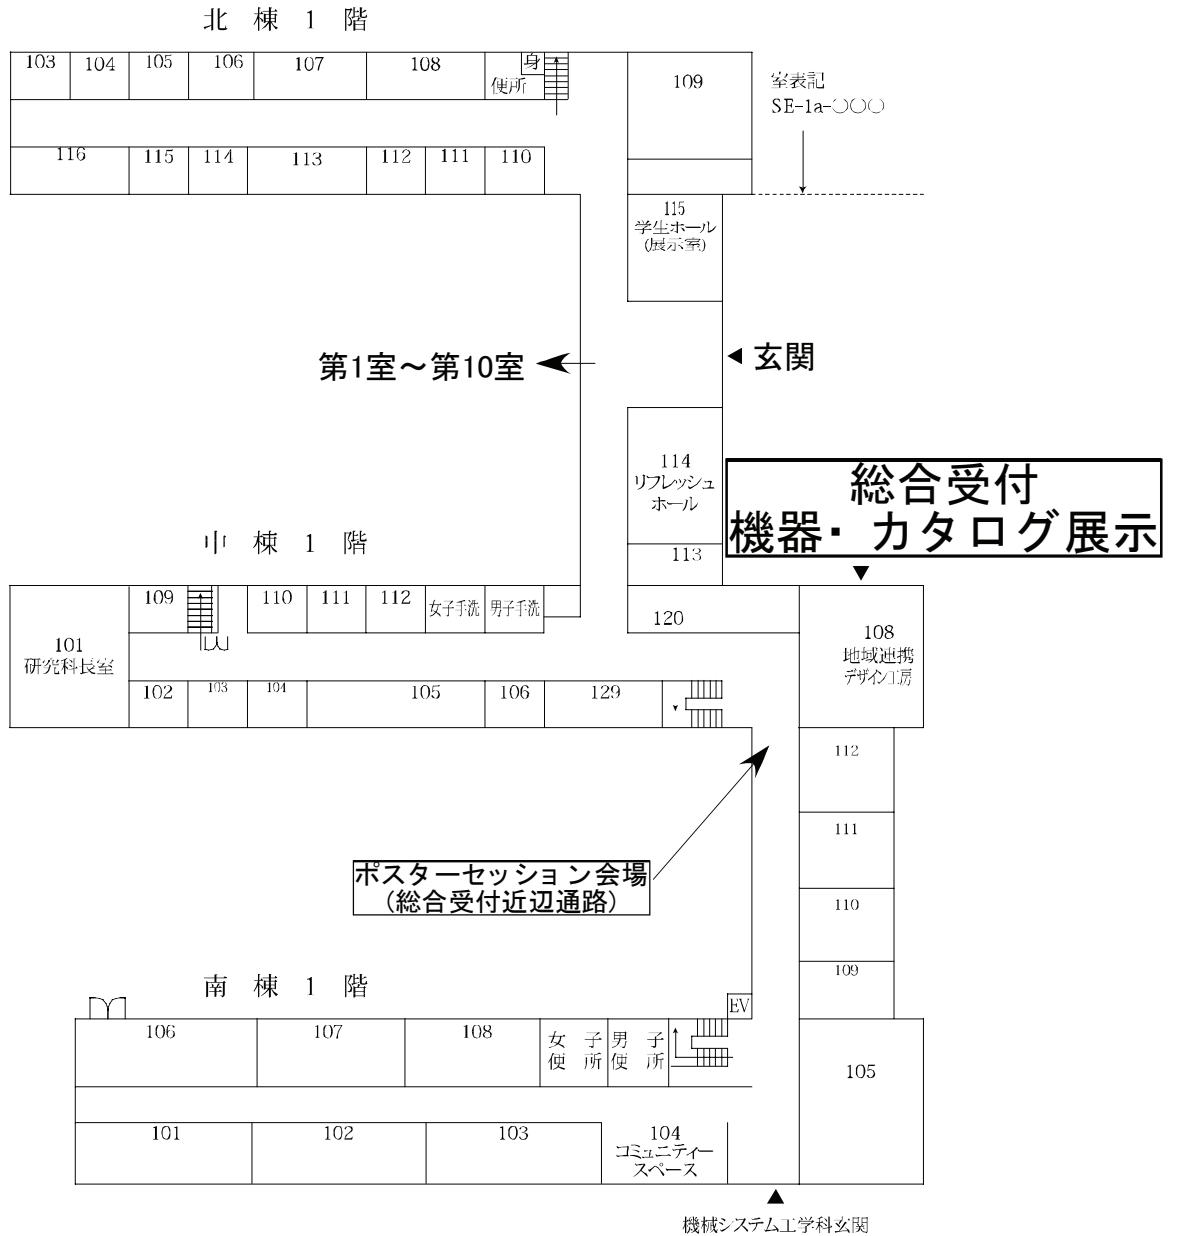 北 棟 1 階
103 104 105 106 107 108 便所 身
109
室表記
SE-1a-○○○
116 115 114 113 112 111 110
115
学生ホール
(展示室)
第1室～第10室
玄関
114
リフレッシュ
ホール
113
総合受付
機器・カタログ展示
中 棟 1 階
109 110 111 112 女子手洗 男子手洗
120
101
研究科長室
108
地域連携
デザイン工房
102 103 104 105 106 129
112
111
110
109
ポスターセッション会場
(総合受付近辺通路)
南 棟 1 階
EV
106 107 108
女 子
便 所
男 子
便 所
105
101 102 103
104
コミュニティー
スペース
機械システム工学科玄関